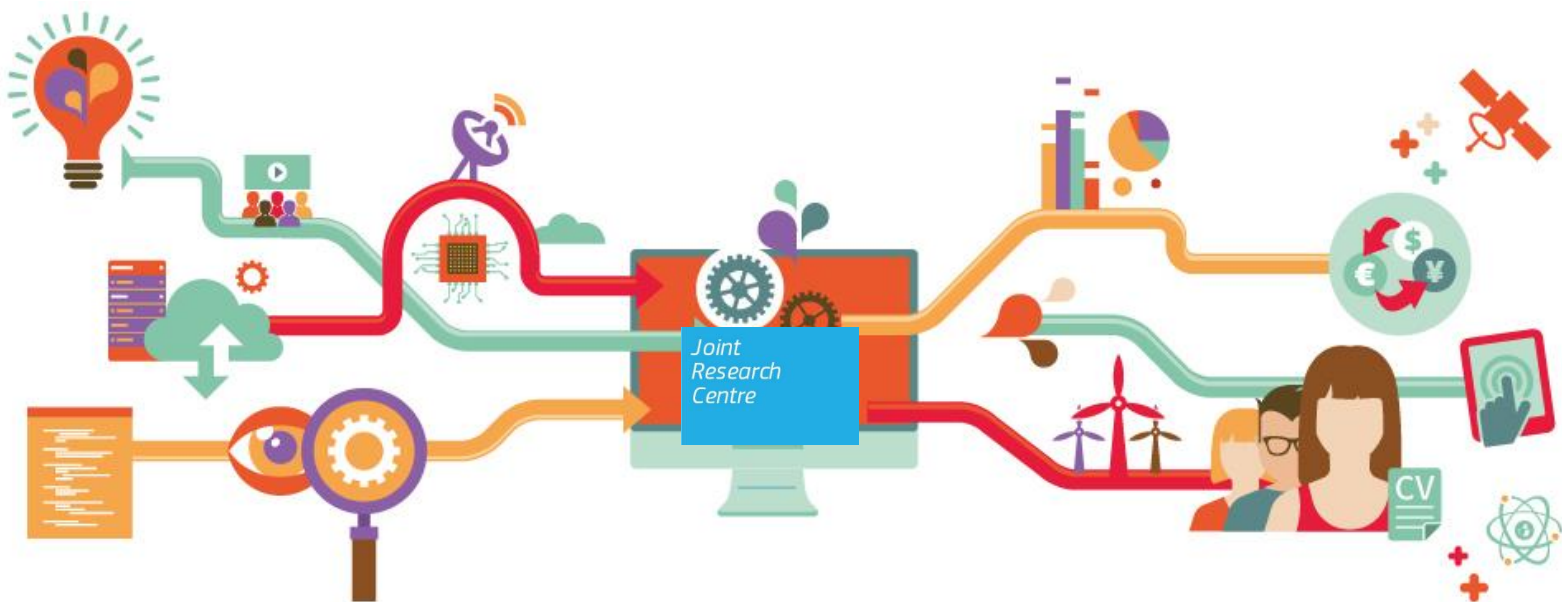 $
€
¥
Joint
Research
Centre
CV